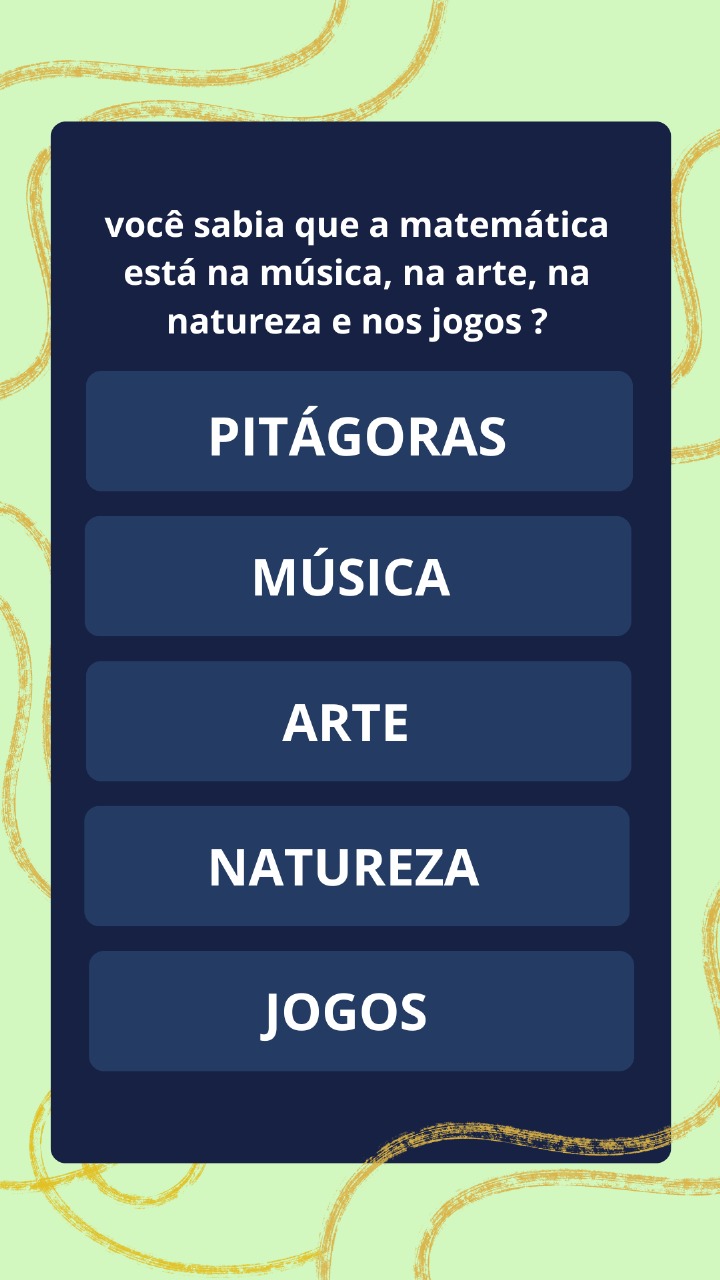 você sabia que a matemática
está na música, na arte, na
natureza e nos jogos ?
PITÁGORAS
MÚSICA
ARTE
NATUREZA
JOGOS